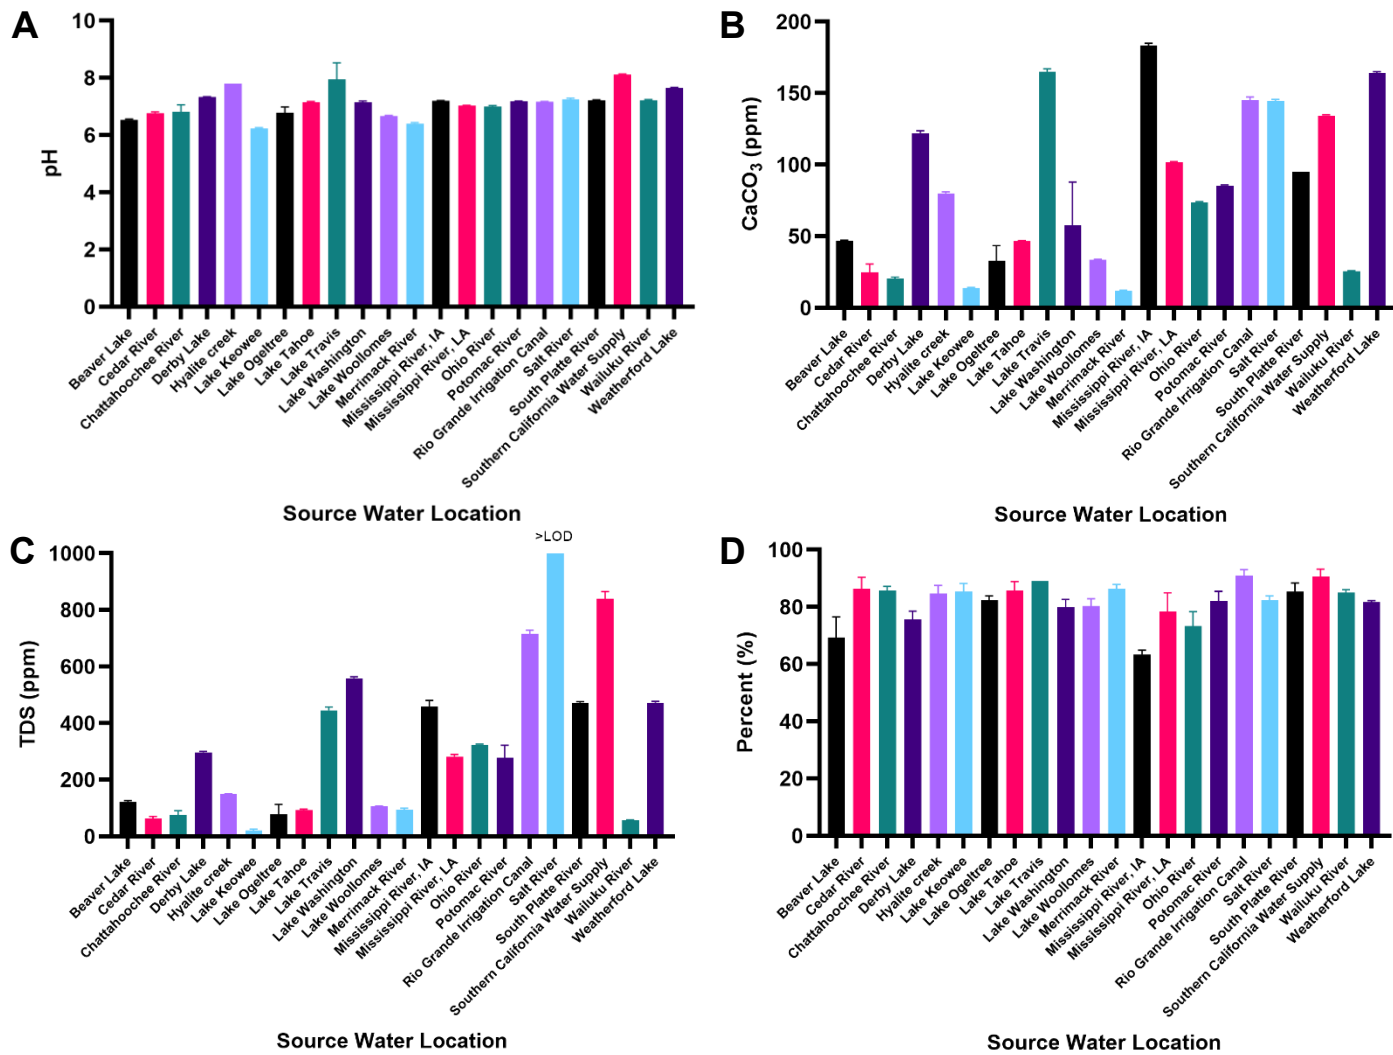 A
pH
10
8
6
4
2
0
Beaver Lake
Cedar River
Chattahoochee River
Derby Lake
Hyalite creek
Lake Keowee
Lake Ogeltree
Lake Tahoe
Lake Travis
Lake Washington
Lake Woollomes
Merrimack River
Mississippi River, IA
Mississippi River, LA
Ohio River
Potomac River
Rio Grande Irrigation Canal
Salt River
South Platte River
Southern California Water Supply
Wailuku River
Weatherford Lake
Source Water Location
B
CaCO3 (ppm)
200
150
100
50
0
Beaver Lake
Cedar River
Chattahoochee River
Derby Lake
Hyalite creek
Lake Keowee
Lake Ogeltree
Lake Tahoe
Lake Travis
Lake Washington
Lake Woollomes
Merrimack River
Mississippi River, IA
Mississippi River, LA
Ohio River
Potomac River
Rio Grande Irrigation Canal
Salt River
South Platte River
Southern California Water Supply
Wailuku River
Weatherford Lake
Source Water Location
C
TDS (ppm)
1000
800
600
400
200
0
>LOD
Beaver Lake
Cedar River
Chattahoochee River
Derby Lake
Hyalite creek
Lake Keowee
Lake Ogeltree
Lake Tahoe
Lake Travis
Lake Washington
Lake Woollomes
Merrimack River
Mississippi River, IA
Mississippi River, LA
Ohio River
Potomac River
Rio Grande Irrigation Canal
Salt River
South Platte River
Southern California Water Supply
Wailuku River
Weatherford Lake
Source Water Location
D
Percent (%)
100
80
60
40
20
0
Beaver Lake
Cedar River
Chattahoochee River
Derby Lake
Hyalite creek
Lake Keowee
Lake Ogeltree
Lake Tahoe
Lake Travis
Lake Washington
Lake Woollomes
Merrimack River
Mississippi River, IA
Mississippi River, LA
Ohio River
Potomac River
Rio Grande Irrigation Canal
Salt River
South Platte River
Southern California Water Supply
Wailuku River
Weatherford Lake
Source Water Location